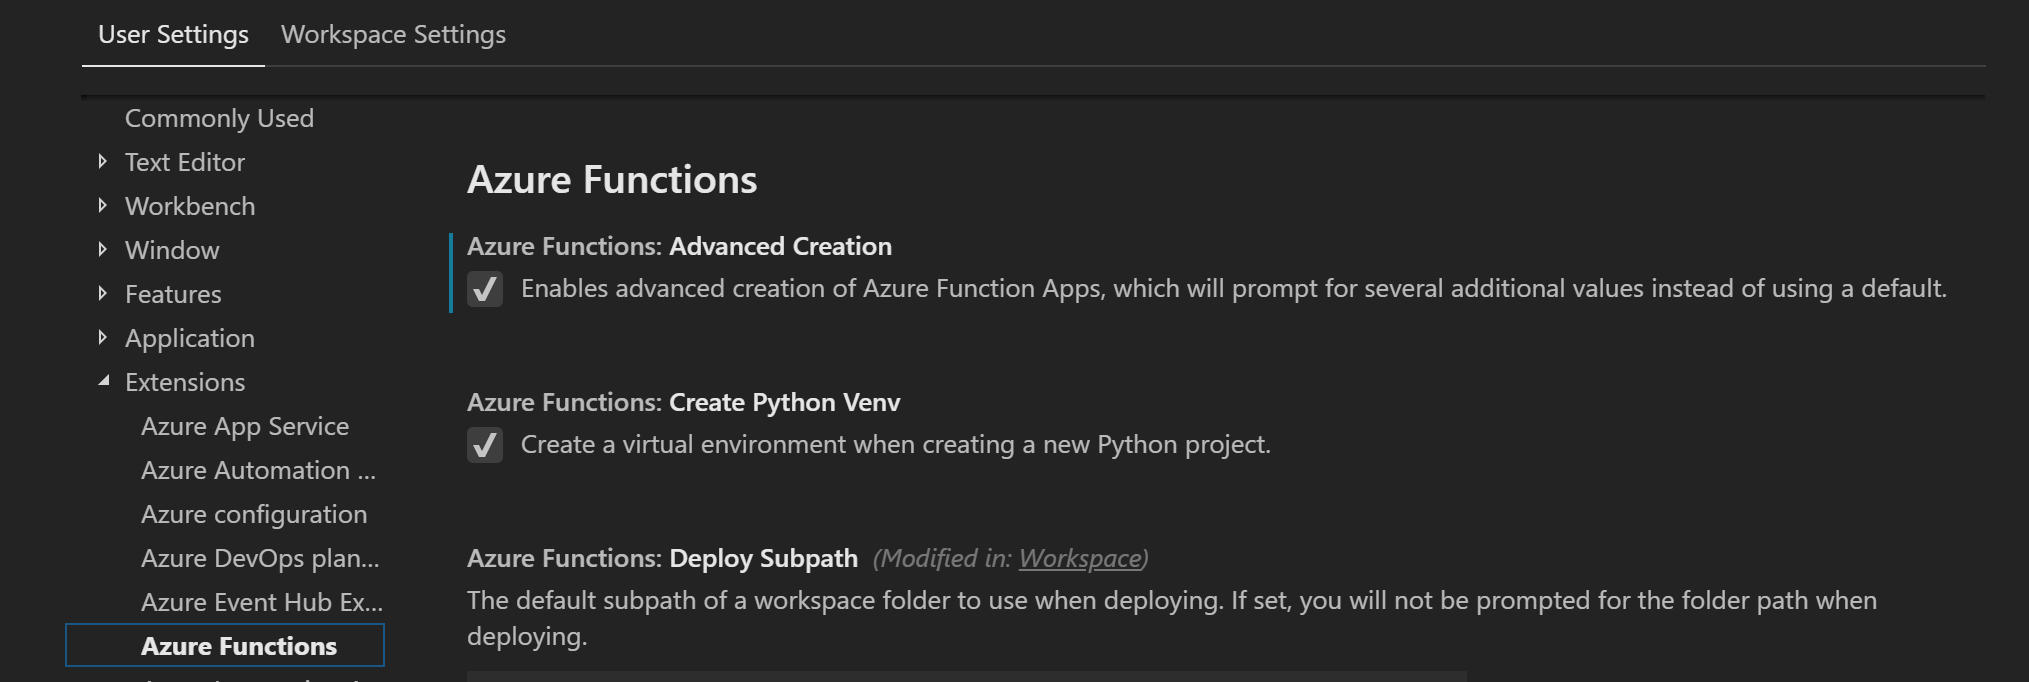 User Settings
Workspace Settings
Commonly Used
Text Editor
Workbench
Window
Features
Application
Extensions
Azure App Service
Azure Automation ...
Azure configuration
Azure DevOps plan...
Azure Event Hub Ex...
Azure Functions
Azure Functions
Azure Functions: Advanced Creation
Enables advanced creation of Azure Function Apps, which will prompt for several additional values instead of using a default.
Azure Functions: Create Python Venv
Create a virtual environment when creating a new Python project.
Azure Functions: Deploy Subpath (Modified in: Workspace)
The default subpath of a workspace folder to use when deploying. If set, you will not be prompted for the folder path when
deploying.